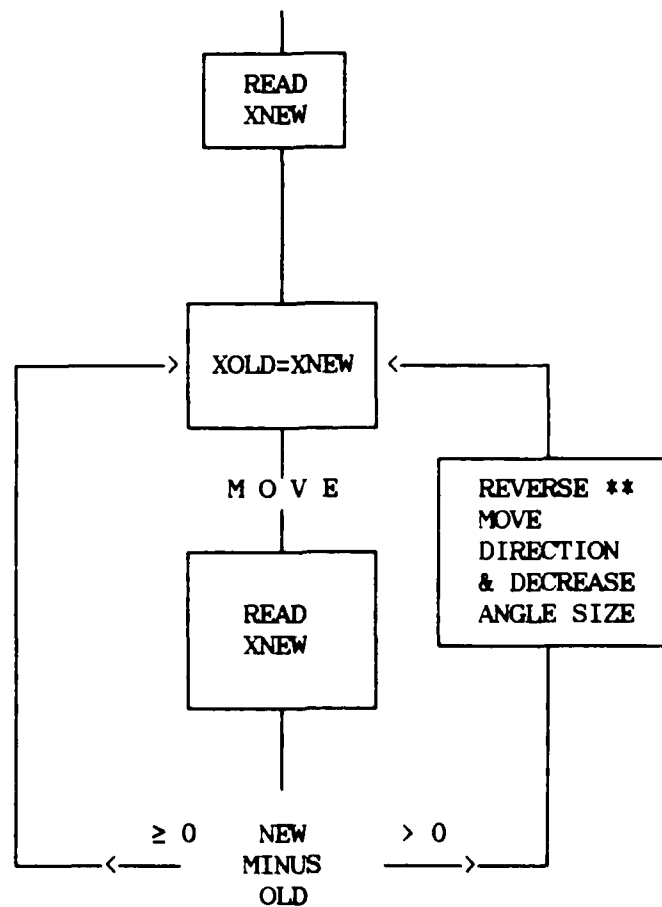 READ
XNEW
XOLD=XNEW
M O V E
REVERSE **
MOVE
DIRECTION
& DECREASE
ANGLE SIZE
READ
XNEW
≥ 0
NEW
MINUS
OLD
> 0